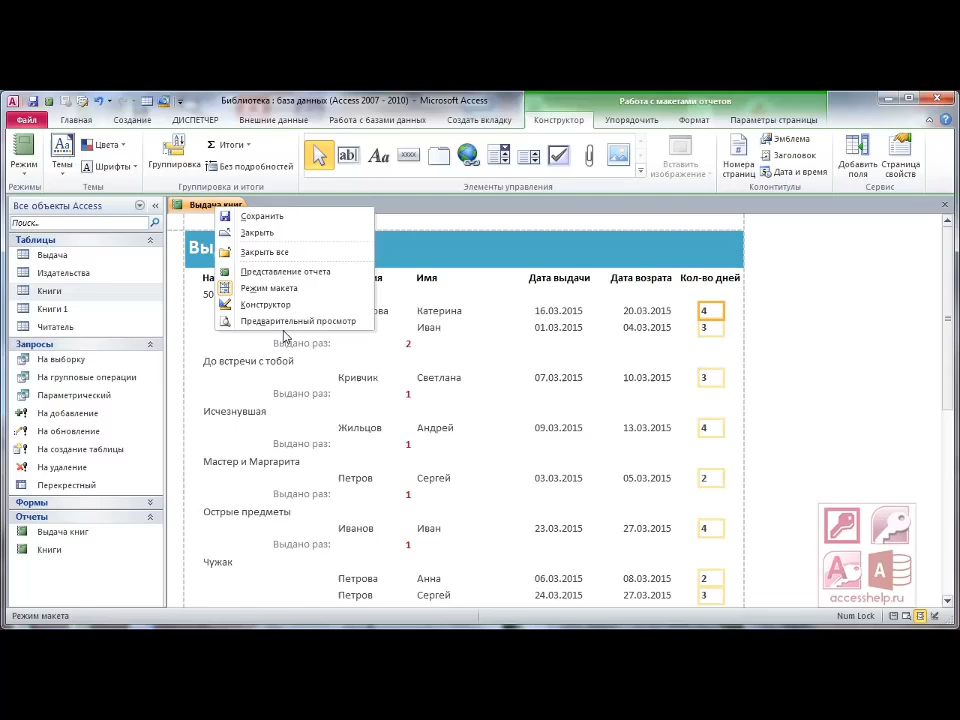 Библиотека : база данных (Access 2007 - 2010) - Microsoft Access
Работа с макетами отчетов
Файл Главная Создание ДИСПЕТЧЕР Внешние данные Работа с базами данных Создать вкладку Конструктор Упорядочить Формат Параметры страницы
Режим
Режимы
Темы
Цвета
Шрифты
Темы
Группировка
Итоги
Без подробностей
Группировка и итоги
Элементы управления
Вставить изображение
Номера страниц
Эмблема
Заголовок
Дата и время
Колонтитулы
Добавить поля
Страница свойств
Сервис
Все объекты Access
Поиск...
Таблицы
Выдача
Издательства
Книги
Книги 1
Читатель
Запросы
На выборку
На групповые операции
Параметрический
На добавление
На обновление
На создание таблицы
На удаление
Перекрестный
Формы
Отчеты
Выдача книг
Книги
Выдача книг
Сохранить
Закрыть
Закрыть все
Представление отчета
Режим макета
Конструктор
Предварительный просмотр
Вы
На Имя Дата выдачи Дата возрата Кол-во дней
50
ова Катерина 16.03.2015 20.03.2015 4
Иван 01.03.2015 04.03.2015 3
Выдано раз: 2
До встречи с тобой
Кривчик Светлана 07.03.2015 10.03.2015 3
Выдано раз: 1
Исчезнувшая
Жильцов Андрей 09.03.2015 13.03.2015 4
Выдано раз: 1
Мастер и Маргарита
Петров Сергей 03.03.2015 05.03.2015 2
Выдано раз: 1
Острые предметы
Иванов Иван 23.03.2015 27.03.2015 4
Выдано раз: 1
Чужак
Петрова Анна 06.03.2015 08.03.2015 2
Петров Сергей 24.03.2015 27.03.2015 3
accesshelp.ru
Режим макета
Num Lock